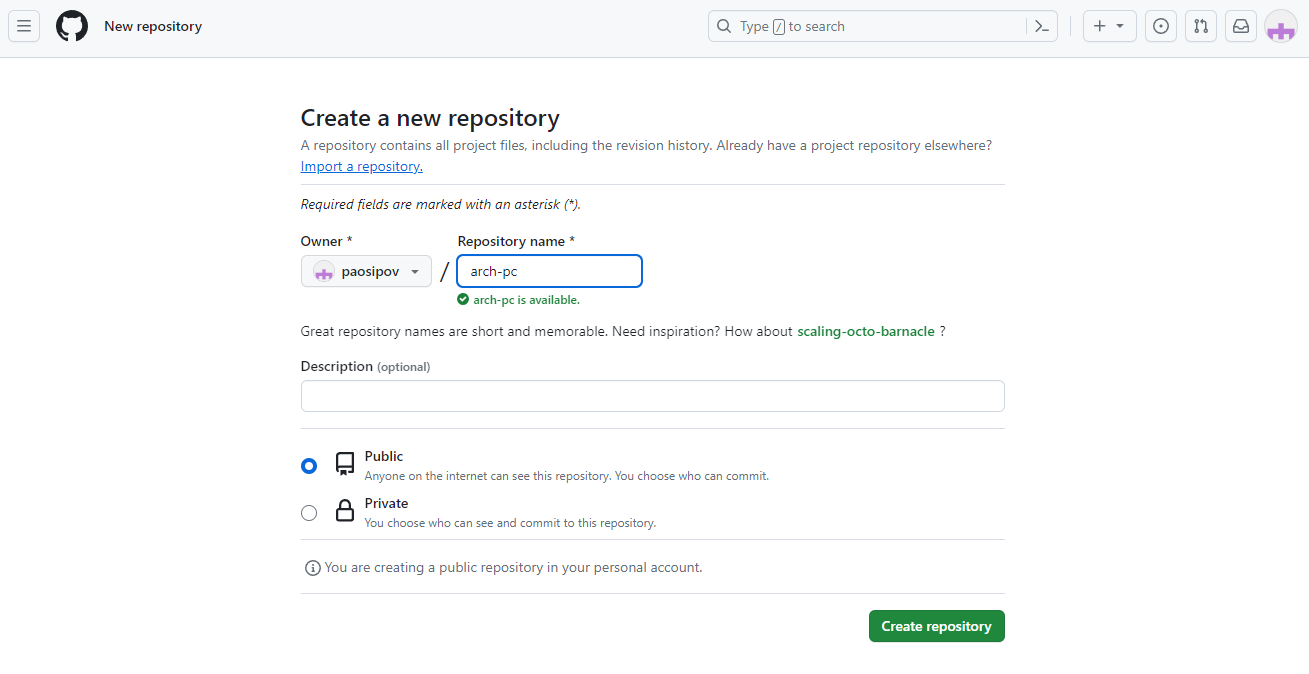 New repository
Type / to search
Create a new repository
A repository contains all project files, including the revision history. Already have a project repository elsewhere?
Import a repository.
Required fields are marked with an asterisk (*).
Owner * Repository name *
paosipov / arch-pc
arch-pc is available.
Great repository names are short and memorable. Need inspiration? How about scaling-octo-barnacle ?
Description (optional)
Public
Anyone on the internet can see this repository. You choose who can commit.
Private
You choose who can see and commit to this repository.
You are creating a public repository in your personal account.
Create repository